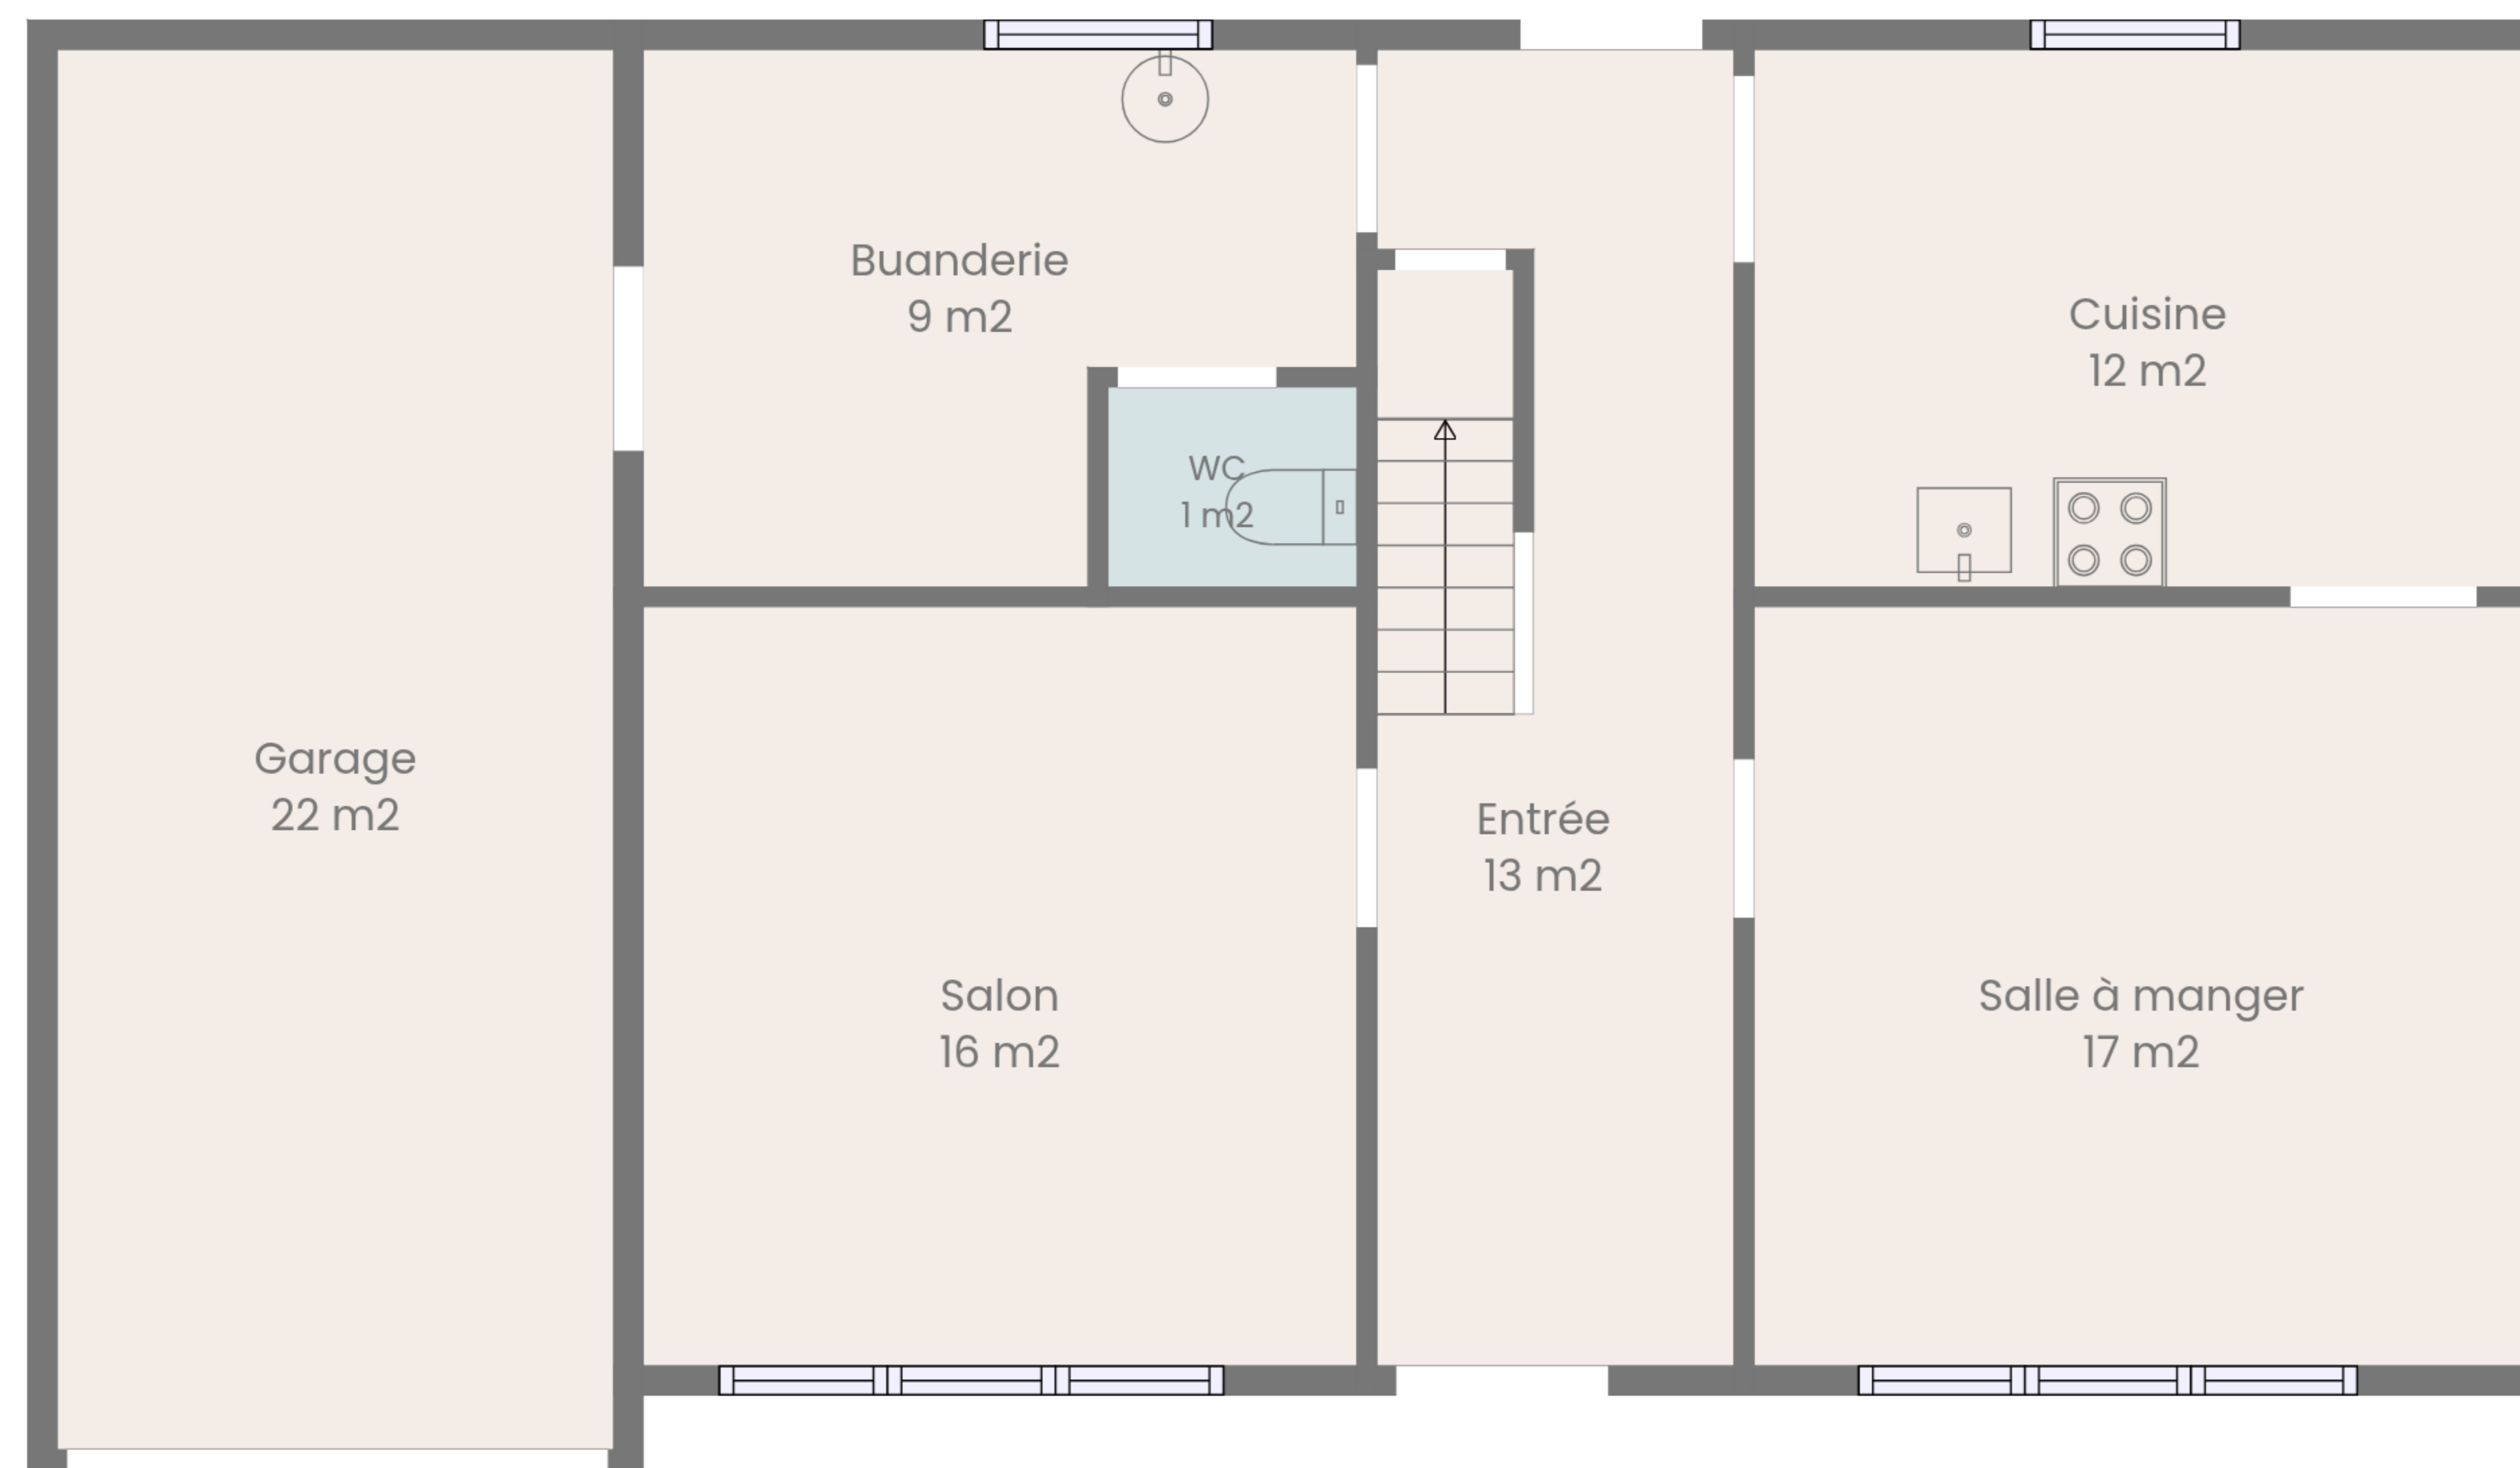 Buanderie
9 m2
Cuisine
12 m2
WC
1 m2
Garage
22 m2
Entrée
13 m2
Salon
16 m2
Salle à manger
17 m2